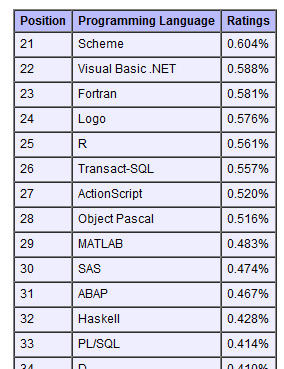 Position Programming Language Ratings
21 Scheme 0.604%
22 Visual Basic .NET 0.588%
23 Fortran 0.581%
24 Logo 0.576%
25 R 0.561%
26 Transact-SQL 0.557%
27 ActionScript 0.520%
28 Object Pascal 0.516%
29 MATLAB 0.483%
30 SAS 0.474%
31 ABAP 0.467%
32 Haskell 0.428%
33 PL/SQL 0.414%
34 D 0.410%